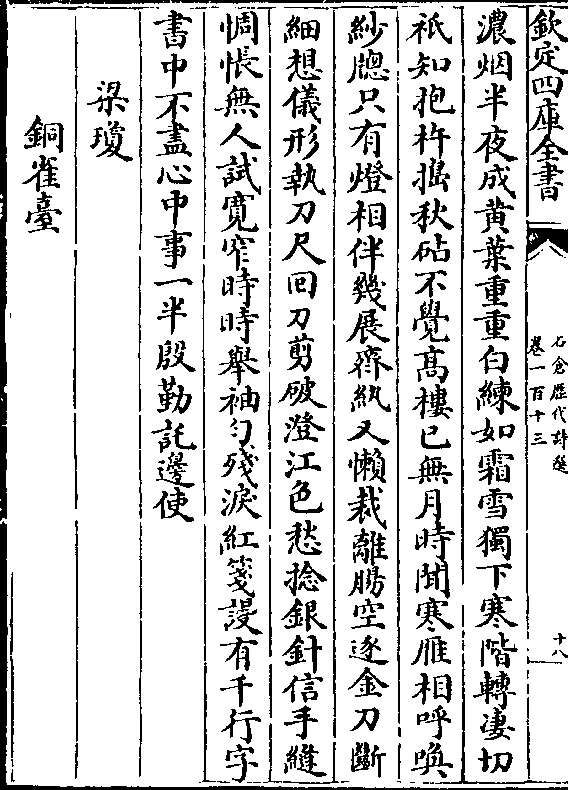 欽定四庫全書
石倉歴代詩選
卷一百十三
十八
濃烟半夜成黄葉重重白練如霜雪獨下寒階轉凄切
祇知抱杵搗秋砧不覺高樓已無月時聞寒雁相呼喚
紗牕只有燈相伴幾展齊紈又懶裁離腸空逐金刀斷
細想儀形執刀尺回刀剪破澄江色愁捻銀針信手縫
惆悵無人試寛窄時時舉袖勻殘淚紅箋謾有千行字
書中不盡心中事一半殷勤託邊使
梁瓊
銅雀臺